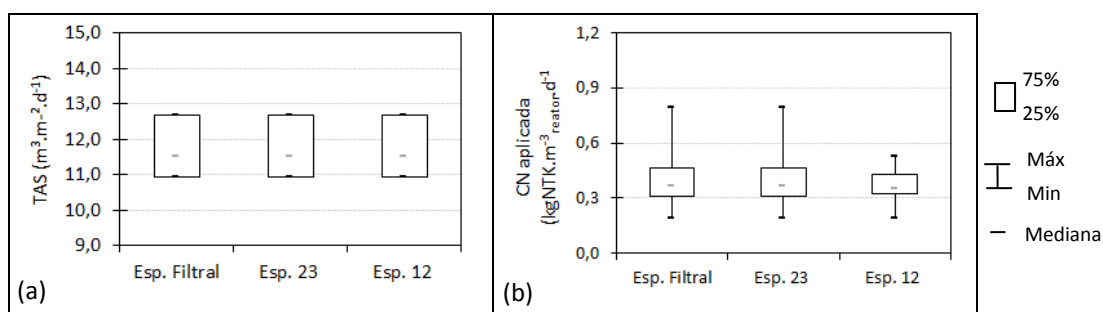 15,0
14,0
13,0
12,0
11,0
10,0
9,0
TAS (m³.m⁻².d⁻¹)
Esp. Filtral
Esp. 23
Esp. 12
(a)
1,2
0,9
0,6
0,3
0,0
CN aplicada
(kgNTK.m⁻³reator.d⁻¹)
Esp. Filtral
Esp. 23
Esp. 12
(b)
75%
25%
Máx
Min
Mediana